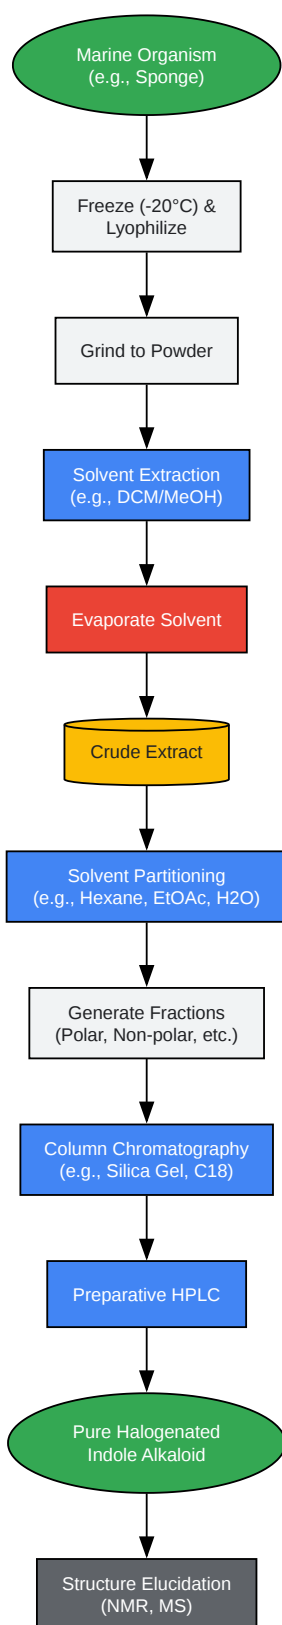 Marine Organism
(e.g., Sponge)
Freeze (-20°C) &
Lyophilize
Grind to Powder
Solvent Extraction
(e.g., DCM/MeOH)
Evaporate Solvent
Crude Extract
Solvent Partitioning
(e.g., Hexane, EtOAc, H2O)
Generate Fractions
(Polar, Non-polar, etc.)
Column Chromatography
(e.g., Silica Gel, C18)
Preparative HPLC
Pure Halogenated
Indole Alkaloid
Structure Elucidation
(NMR, MS)